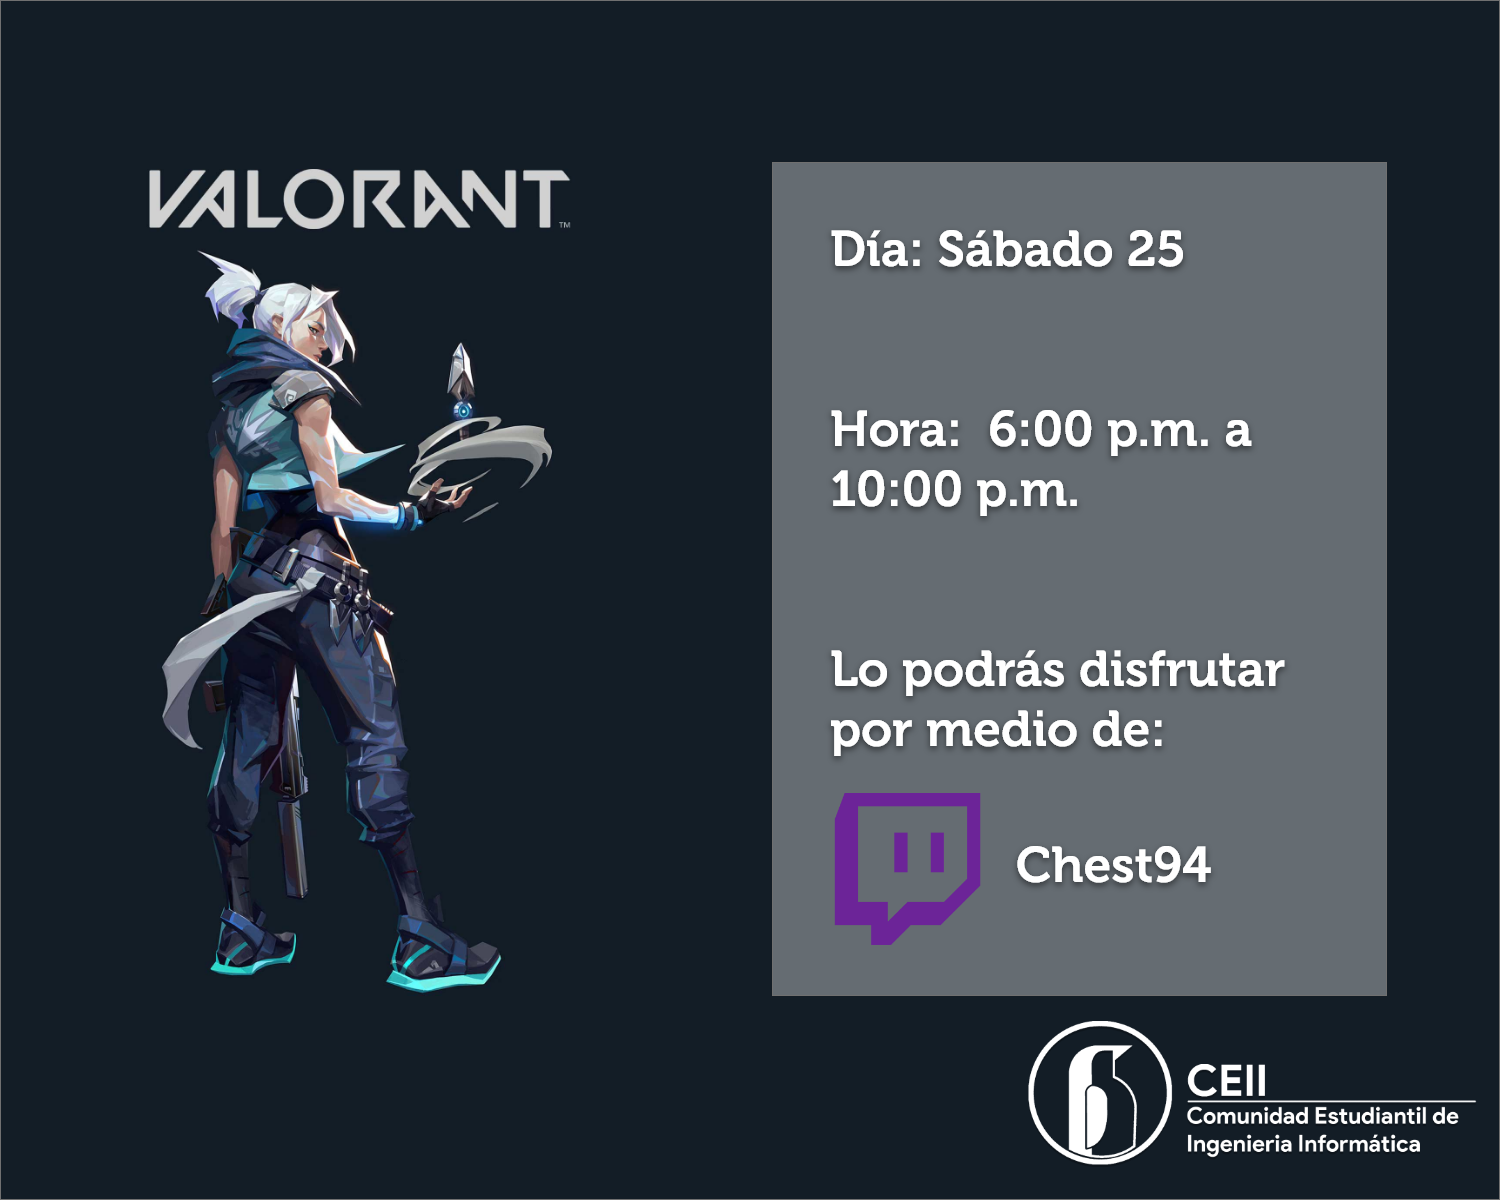 VALORANT™
Día: Sábado 25
Hora:  6:00 p.m. a
10:00 p.m.
Lo podrás disfrutar
por medio de:
Chest94
CEII
Comunidad Estudiantil de
Ingenieria Informática